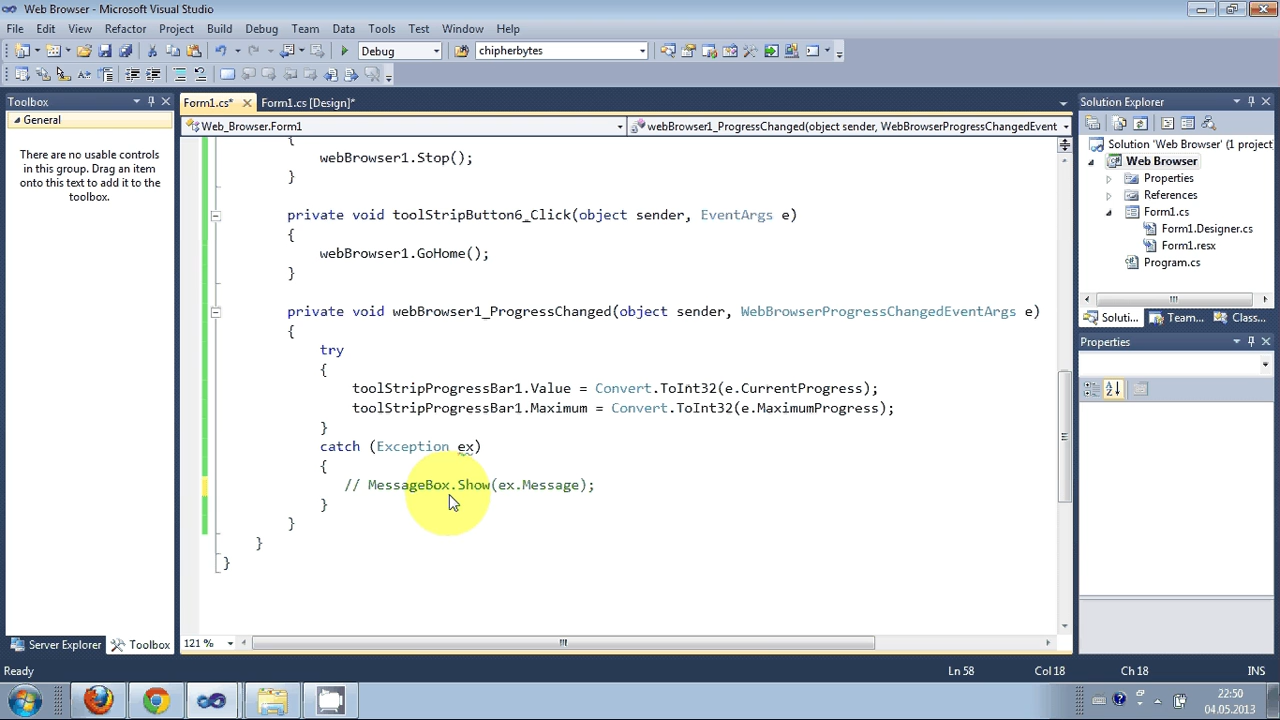 Web Browser - Microsoft Visual Studio
File Edit View Refactor Project Build Debug Team Data Tools Test Window Help
Debug chipherbytes
Toolbox
General
There are no usable controls
in this group. Drag an item
onto this text to add it to the
toolbox.
Server Explorer Toolbox
Form1.cs* Form1.cs [Design]*
Web_Browser.Form1 webBrowser1_ProgressChanged(object sender, WebBrowserProgressChangedEvent
{
webBrowser1.Stop();
}
private void toolStripButton6_Click(object sender, EventArgs e)
{
webBrowser1.GoHome();
}
private void webBrowser1_ProgressChanged(object sender, WebBrowserProgressChangedEventArgs e)
{
try
{
toolStripProgressBar1.Value = Convert.ToInt32(e.CurrentProgress);
toolStripProgressBar1.Maximum = Convert.ToInt32(e.MaximumProgress);
}
catch (Exception ex)
{
// MessageBox.Show(ex.Message);
}
}
}
}
121 %
Solution Explorer
Solution 'Web Browser' (1 project
Web Browser
Properties
References
Form1.cs
Form1.Designer.cs
Form1.resx
Program.cs
Soluti... Team... Class...
Properties
Ready Ln 58 Col 18 Ch 18 INS
22:50
04.05.2013